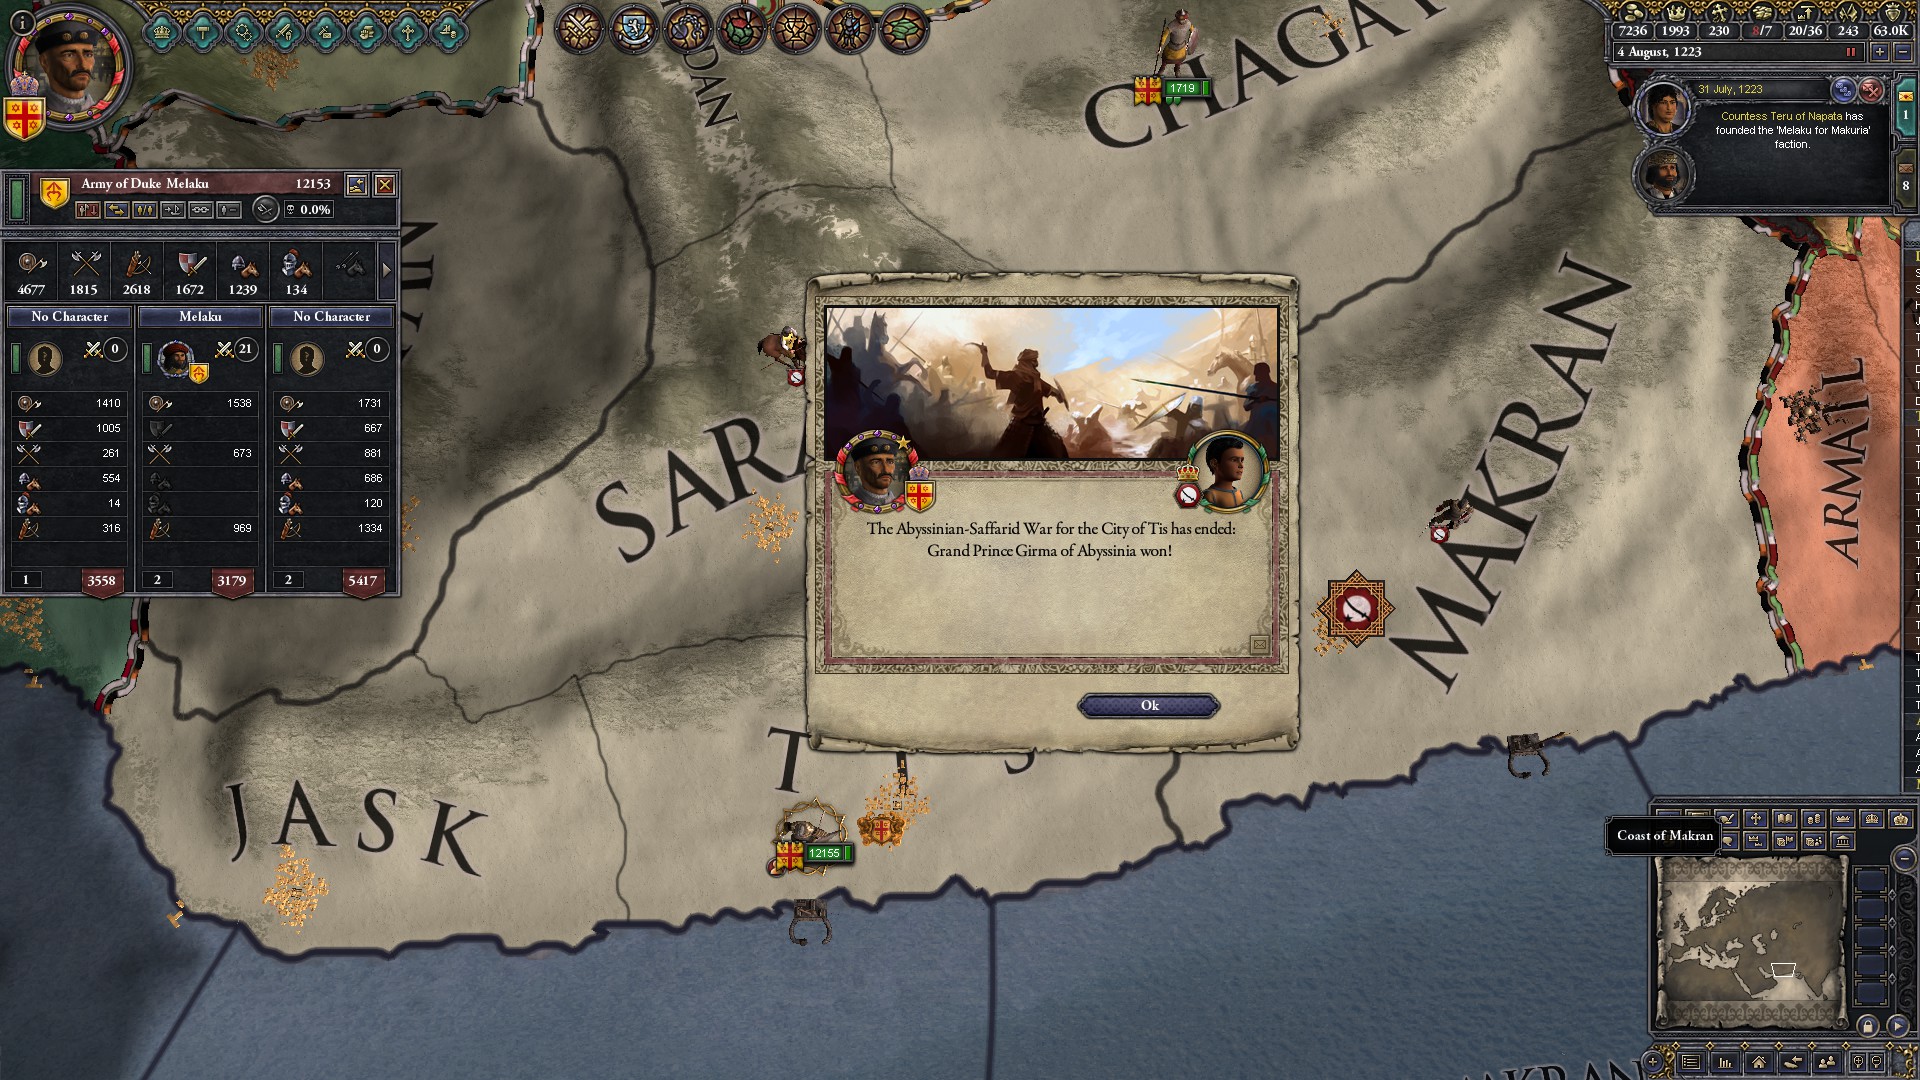 7236 1993 230 8/7 20/36 243 63.0K
4 August, 1223
31 July, 1223
Countess Teru of Napata has
founded the 'Melaku for Makuria'
faction.
1
8
Army of Duke Melaku 12153
0.0%
4677 1815 2618 1672 1239 134
No Character Melaku No Character
0 21 0
1410 1538 1731
1005 667
261 673 881
554 686
14 120
316 969 1334
1 3558 2 3179 2 5417
CHAGA
1719
SARA
MAKRAN
ARMAIL
JASK
T
S
12155
The Abyssinian-Saffarid War for the City of Tis has ended:
Grand Prince Girma of Abyssinia won!
Ok
Coast of Makran